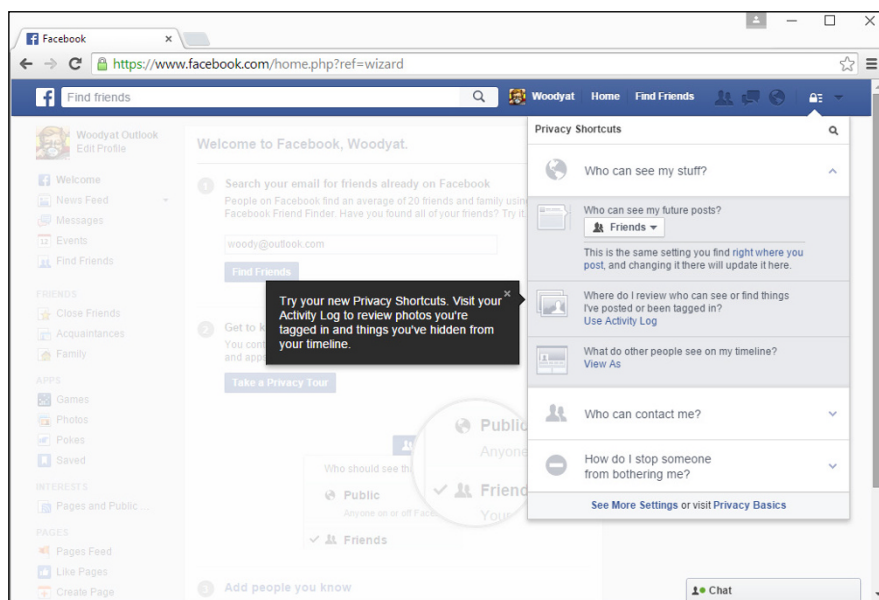 Facebook
https://www.facebook.com/home.php?ref=wizard
Find friends
Woodyat Home Find Friends
Woodyat Outlook
Edit Profile
Welcome
News Feed
Messages
12 Events
Find Friends
FRIENDS
Close Friends
Acquaintances
Family
APPS
Games
Photos
Pokes
Saved
INTERESTS
Pages and Public ...
PAGES
Pages Feed
Like Pages
Create Page
Welcome to Facebook, Woodyat.
1 Search your email for friends already on Facebook
People on Facebook find an average of 20 friends and family using
Facebook Friend Finder. Have you found all of your friends? Try it.
woody@outlook.com
Find Friends
2 Get to k
You cont
and apps
Take a Privacy Tour
Who should see th
Public
Anyone on or off Face
Friends
Public
Anyone
Friend
Your
3 Add people you know
Try your new Privacy Shortcuts. Visit your
Activity Log to review photos you're
tagged in and things you've hidden from
your timeline.
Privacy Shortcuts
Who can see my stuff?
Who can see my future posts?
Friends
This is the same setting you find right where you
post, and changing it there will update it here.
Where do I review who can see or find things
I've posted or been tagged in?
Use Activity Log
What do other people see on my timeline?
View As
Who can contact me?
How do I stop someone
from bothering me?
See More Settings or visit Privacy Basics
Chat